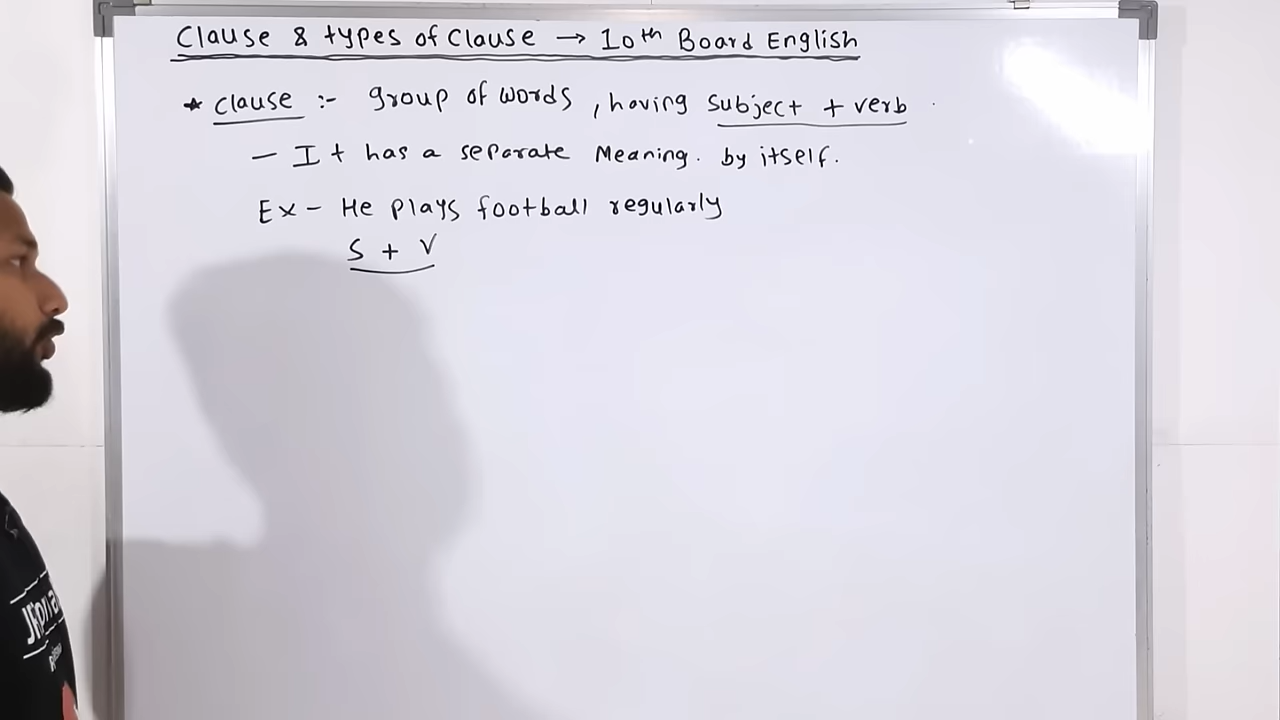 Clause & types of Clause → 10th Board English
* Clause :- group of words, having subject + verb
- It has a separate Meaning. by itself.
Ex - He plays football regularly
S + V